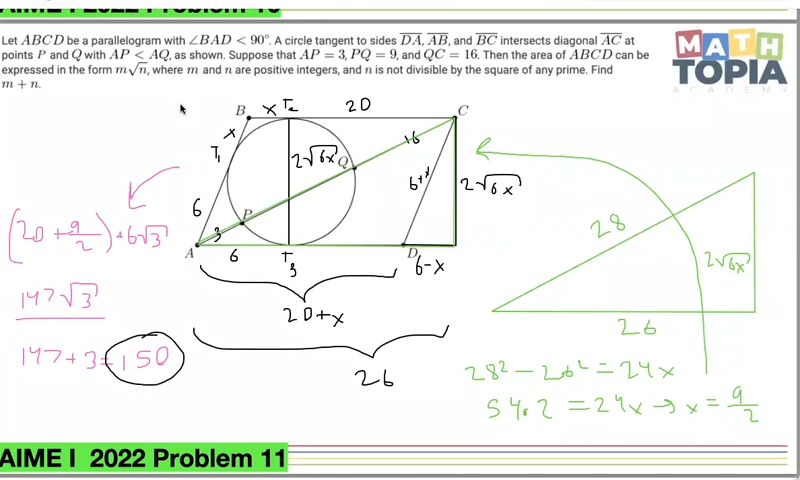 AIME I 2022 Problem 10
Let ABCD be a parallelogram with ∠BAD < 90°. A circle tangent to sides DA, AB, and BC intersects diagonal AC at
points P and Q with AP < AQ, as shown. Suppose that AP = 3, PQ = 9, and QC = 16. Then the area of ABCD can be
expressed in the form m√n, where m and n are positive integers, and n is not divisible by the square of any prime. Find
m + n.
MATH
TOPIA
ACADEMY
B x T2 20 C
x
T1 2√6x Q 16
6+x 2√6x
6 P
3
A 6 T3 D 6-x
20+x
26
(20+9/2)·6√3
147√3
147+3=150
28
2√6x
26
28²-26²=24x
54·2=24x→x=9/2
AIME I 2022 Problem 11